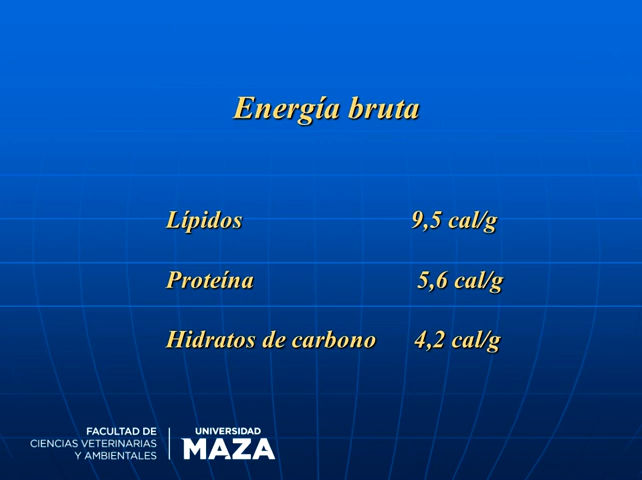 Energía bruta
Lípidos 9,5 cal/g
Proteína 5,6 cal/g
Hidratos de carbono 4,2 cal/g
FACULTAD DE
CIENCIAS VETERINARIAS
Y AMBIENTALES
UNIVERSIDAD
MAZA